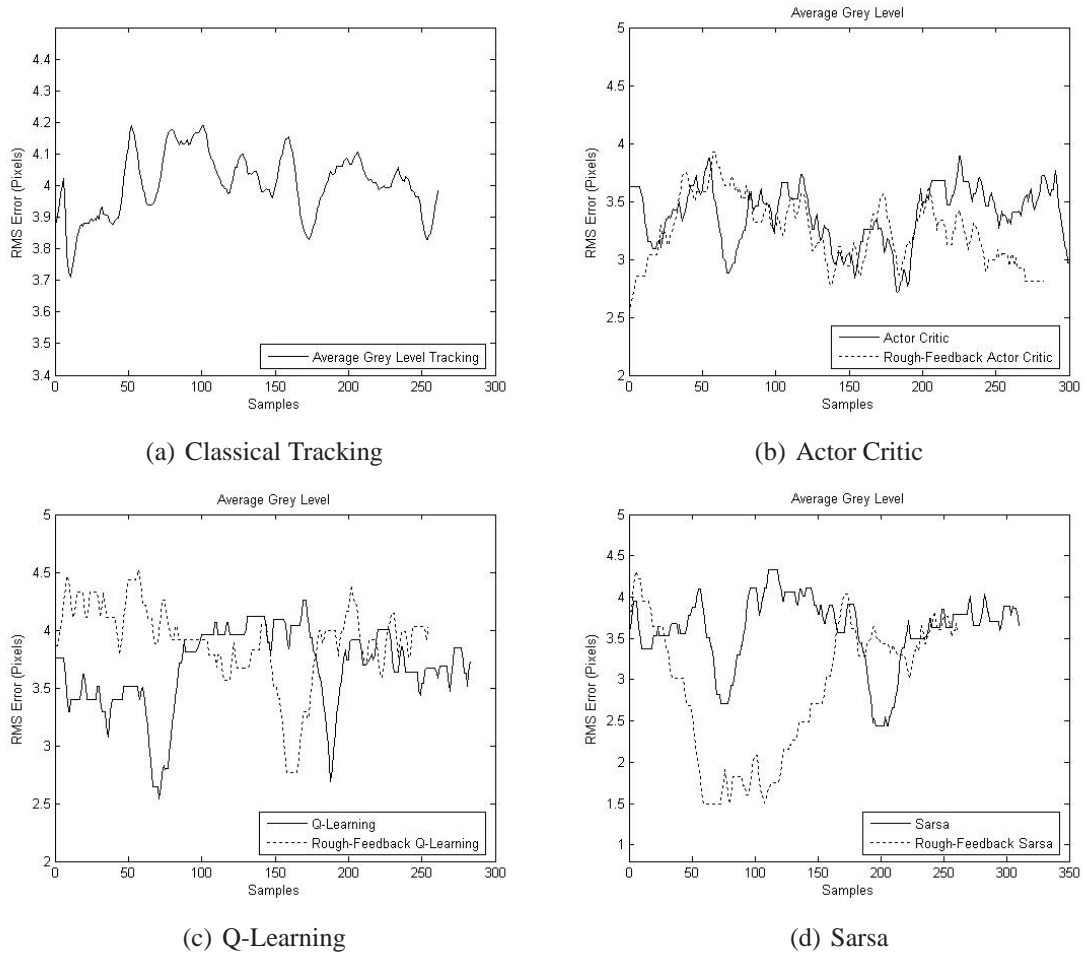 4.4
4.3
4.2
4.1
4
3.9
3.8
3.7
3.6
3.5
3.4
RMS Error (Pixels)
0 50 100 150 200 250 300
Samples
Average Grey Level Tracking
(a) Classical Tracking
Average Grey Level
5
4.5
4
3.5
3
2.5
2
RMS Error (Pixels)
0 50 100 150 200 250 300
Samples
Actor Critic
Rough-Feedback Actor Critic
(b) Actor Critic
Average Grey Level
5
4.5
4
3.5
3
2.5
2
RMS Error (Pixels)
0 50 100 150 200 250 300
Samples
Q-Learning
Rough-Feedback Q-Learning
(c) Q-Learning
Average Grey Level
5
4.5
4
3.5
3
2.5
2
1.5
1
RMS Error (Pixels)
0 50 100 150 200 250 300 350
Samples
Sarsa
Rough-Feedback Sarsa
(d) Sarsa